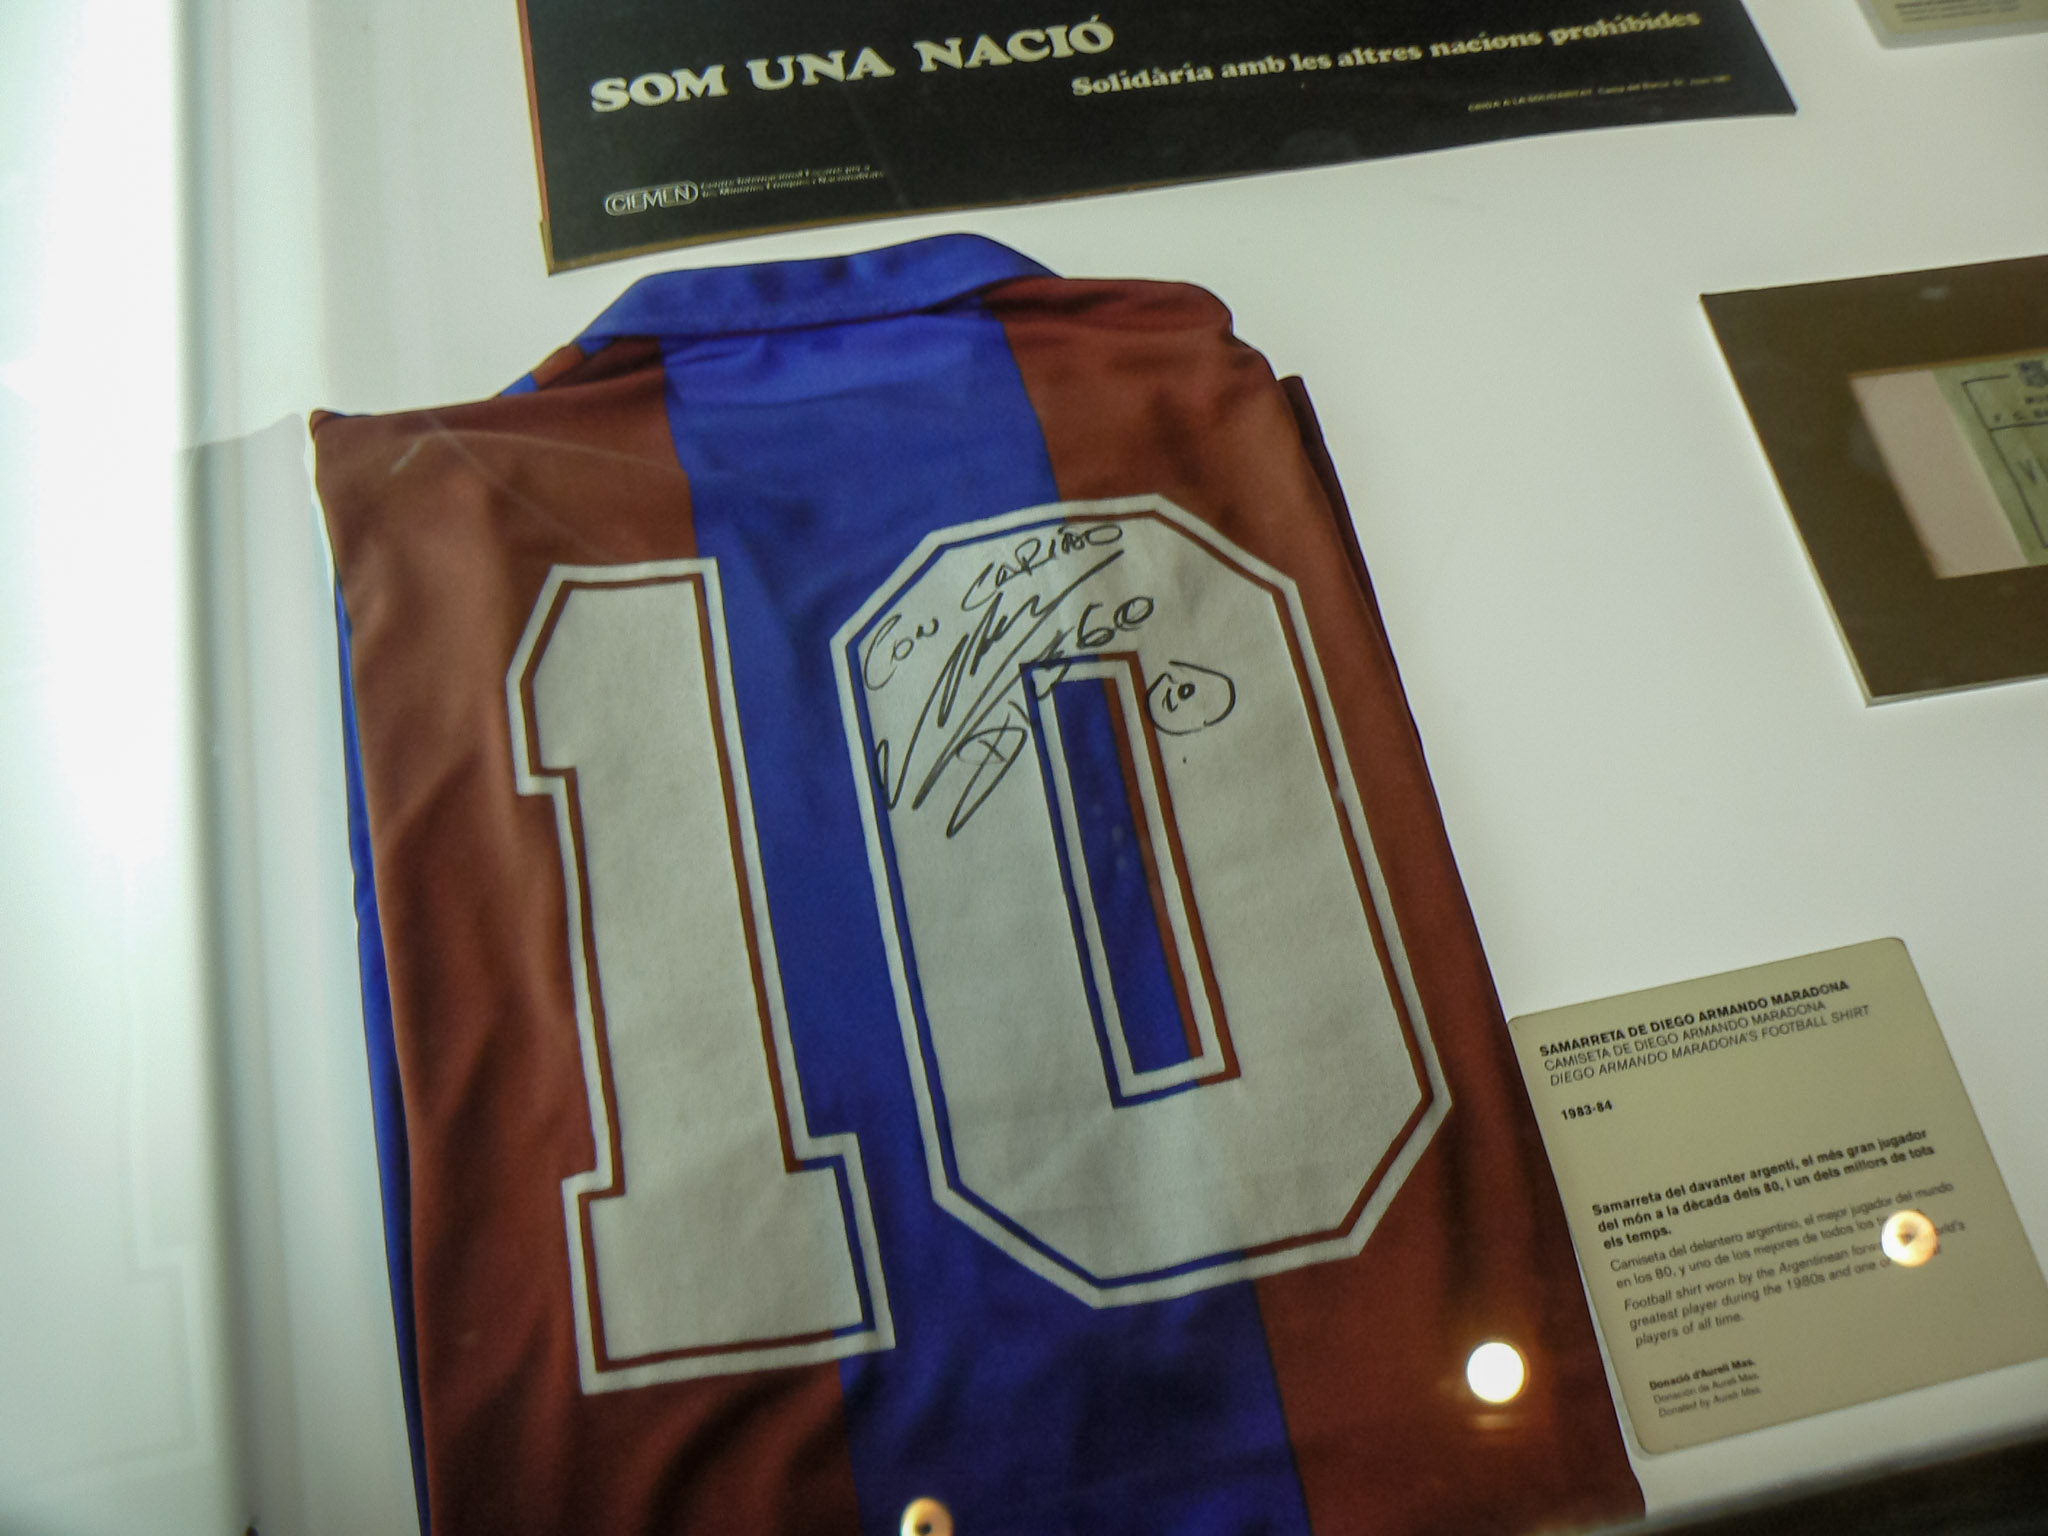 SOM UNA NACIÓ
Solidària amb les altres nacions prohibides
CRIDA A LA SOLIDARITAT
CIEMEN
10
Con CARIÑO
DIEGO
10
SAMARRETA DE DIEGO ARMANDO MARADONA
CAMISETA DE DIEGO ARMANDO MARADONA
DIEGO ARMANDO MARADONA'S FOOTBALL SHIRT
1983-84
Samarreta del davanter argentí, el més gran jugador
del món a la dècada dels 80, i un dels millors de tots
els temps.
Camiseta del delantero argentino, el mejor jugador del mundo
en los 80, y uno de los mejores de todos los
Football shirt worn by the Argentinean
greatest player during the 1980s and one
players of all time.
Donació d'Aureli Mas.
Donación de Aureli Mas.
Donated by Aureli Mas.